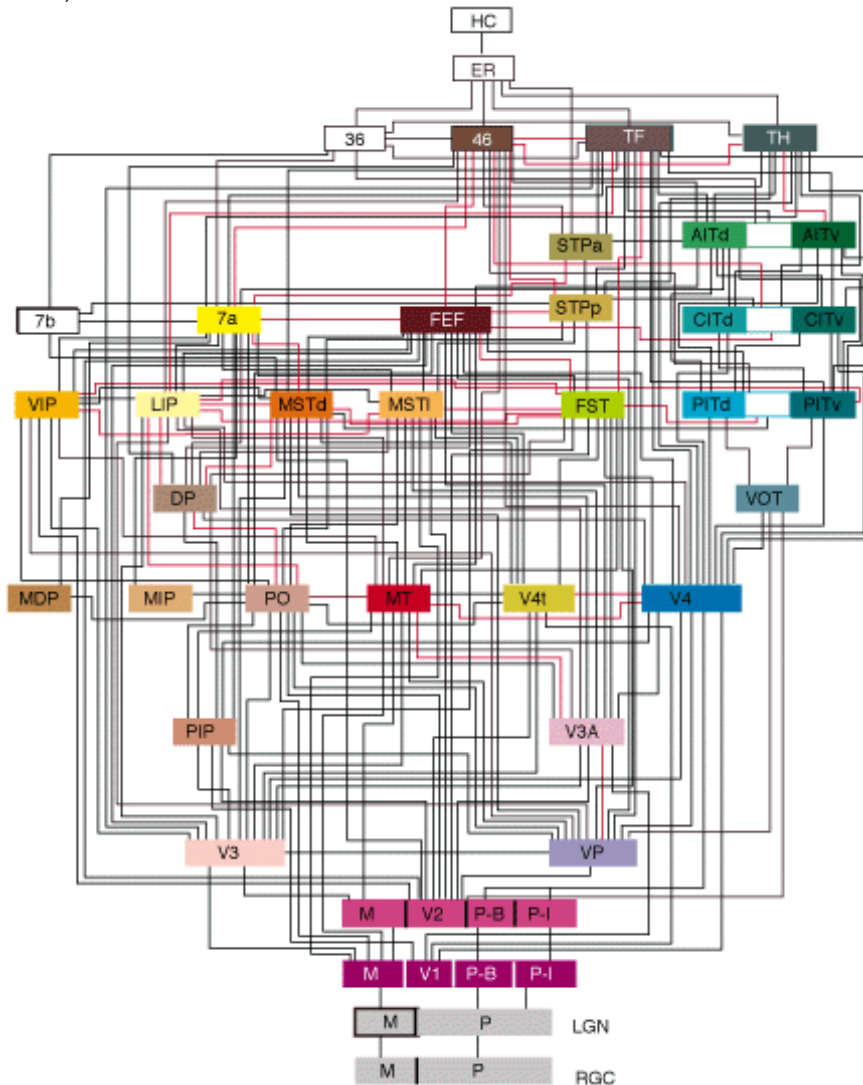 HC
ER
36 46 TF TH
STPa AITd AITv
7b 7a FEF STPp CITd CITv
VIP LIP MSTd MSTl FST PITd PITv
DP VOT
MDP MIP PO MT V4t V4
PIP V3A
V3 VP
M V2 P-B P-I
M V1 P-B P-I
M P LGN
M P RGC